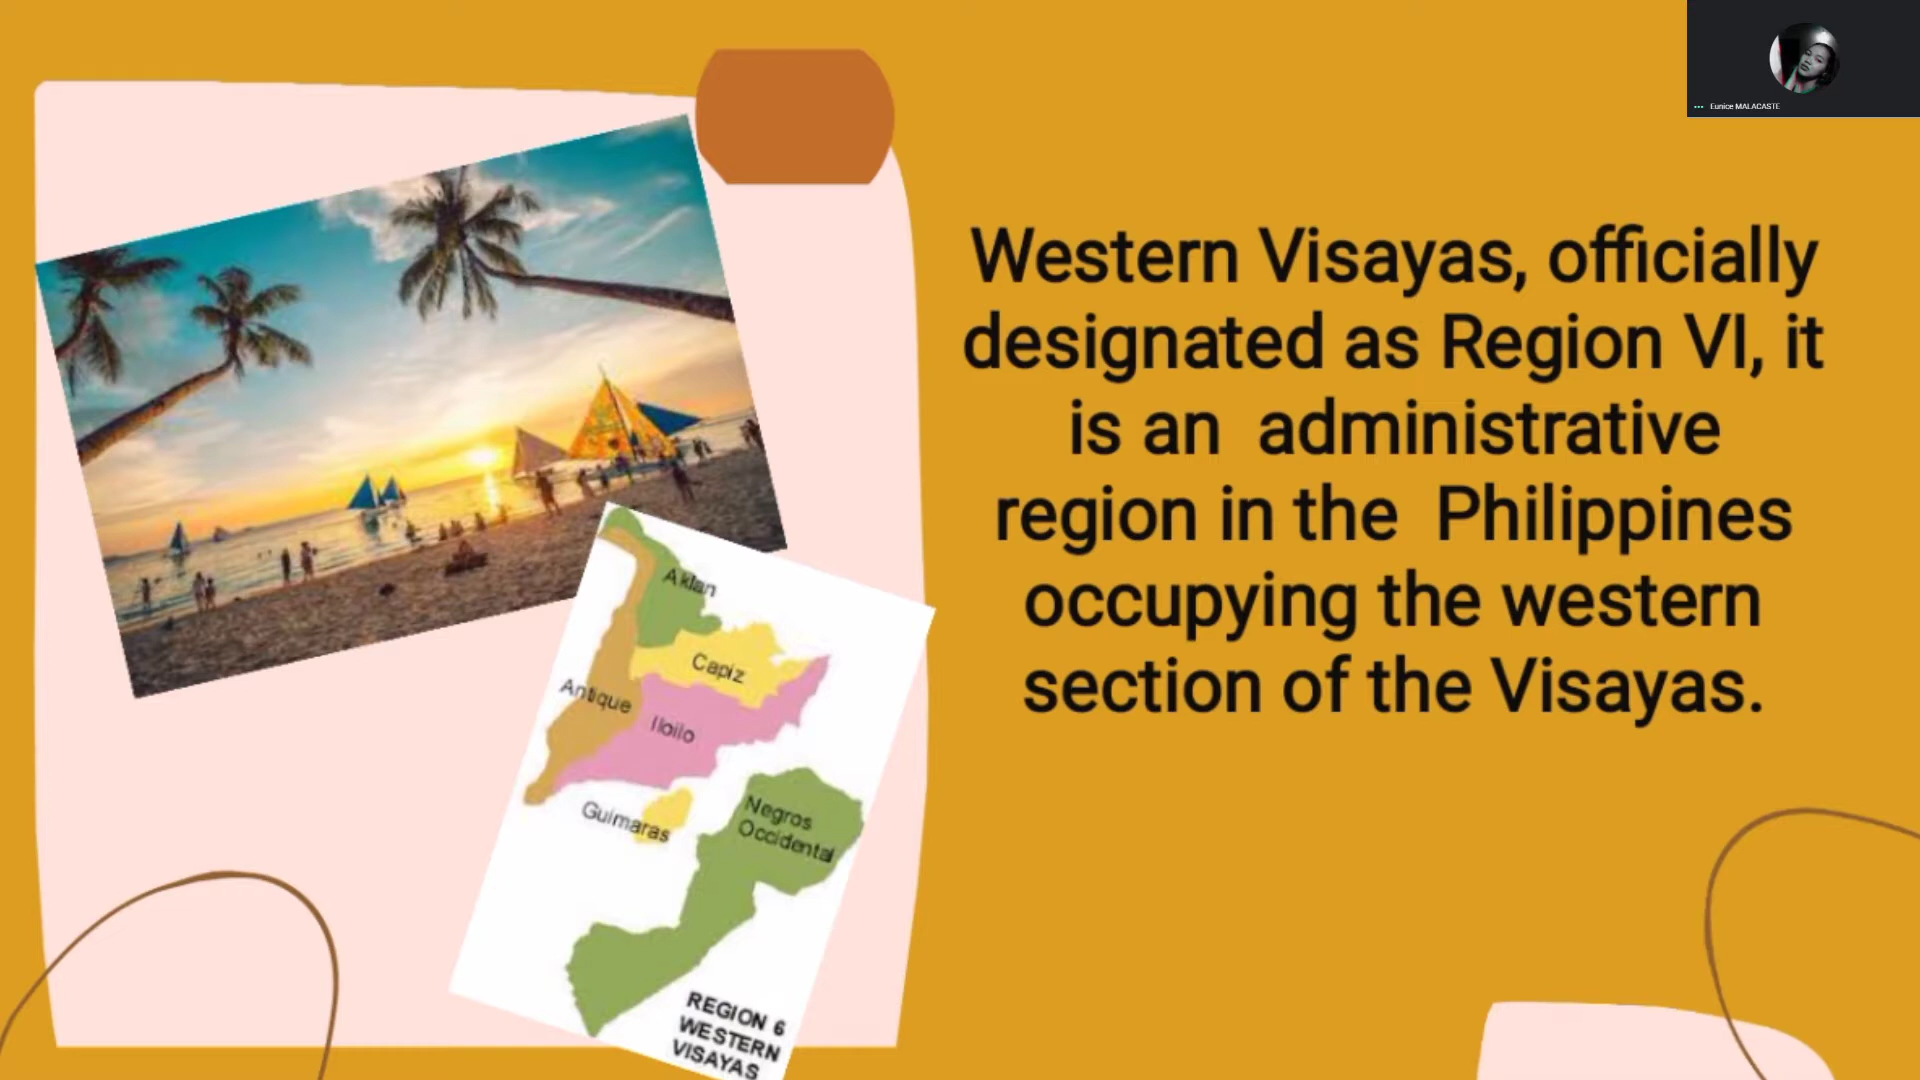 Eunice MALACASTE
Western Visayas, officially
designated as Region VI, it
is an  administrative
region in the  Philippines
occupying the western
section of the Visayas.
Aklan
Capiz
Antique
Iloilo
Guimaras
Negros
Occidental
REGION 6
WESTERN
VISAYAS